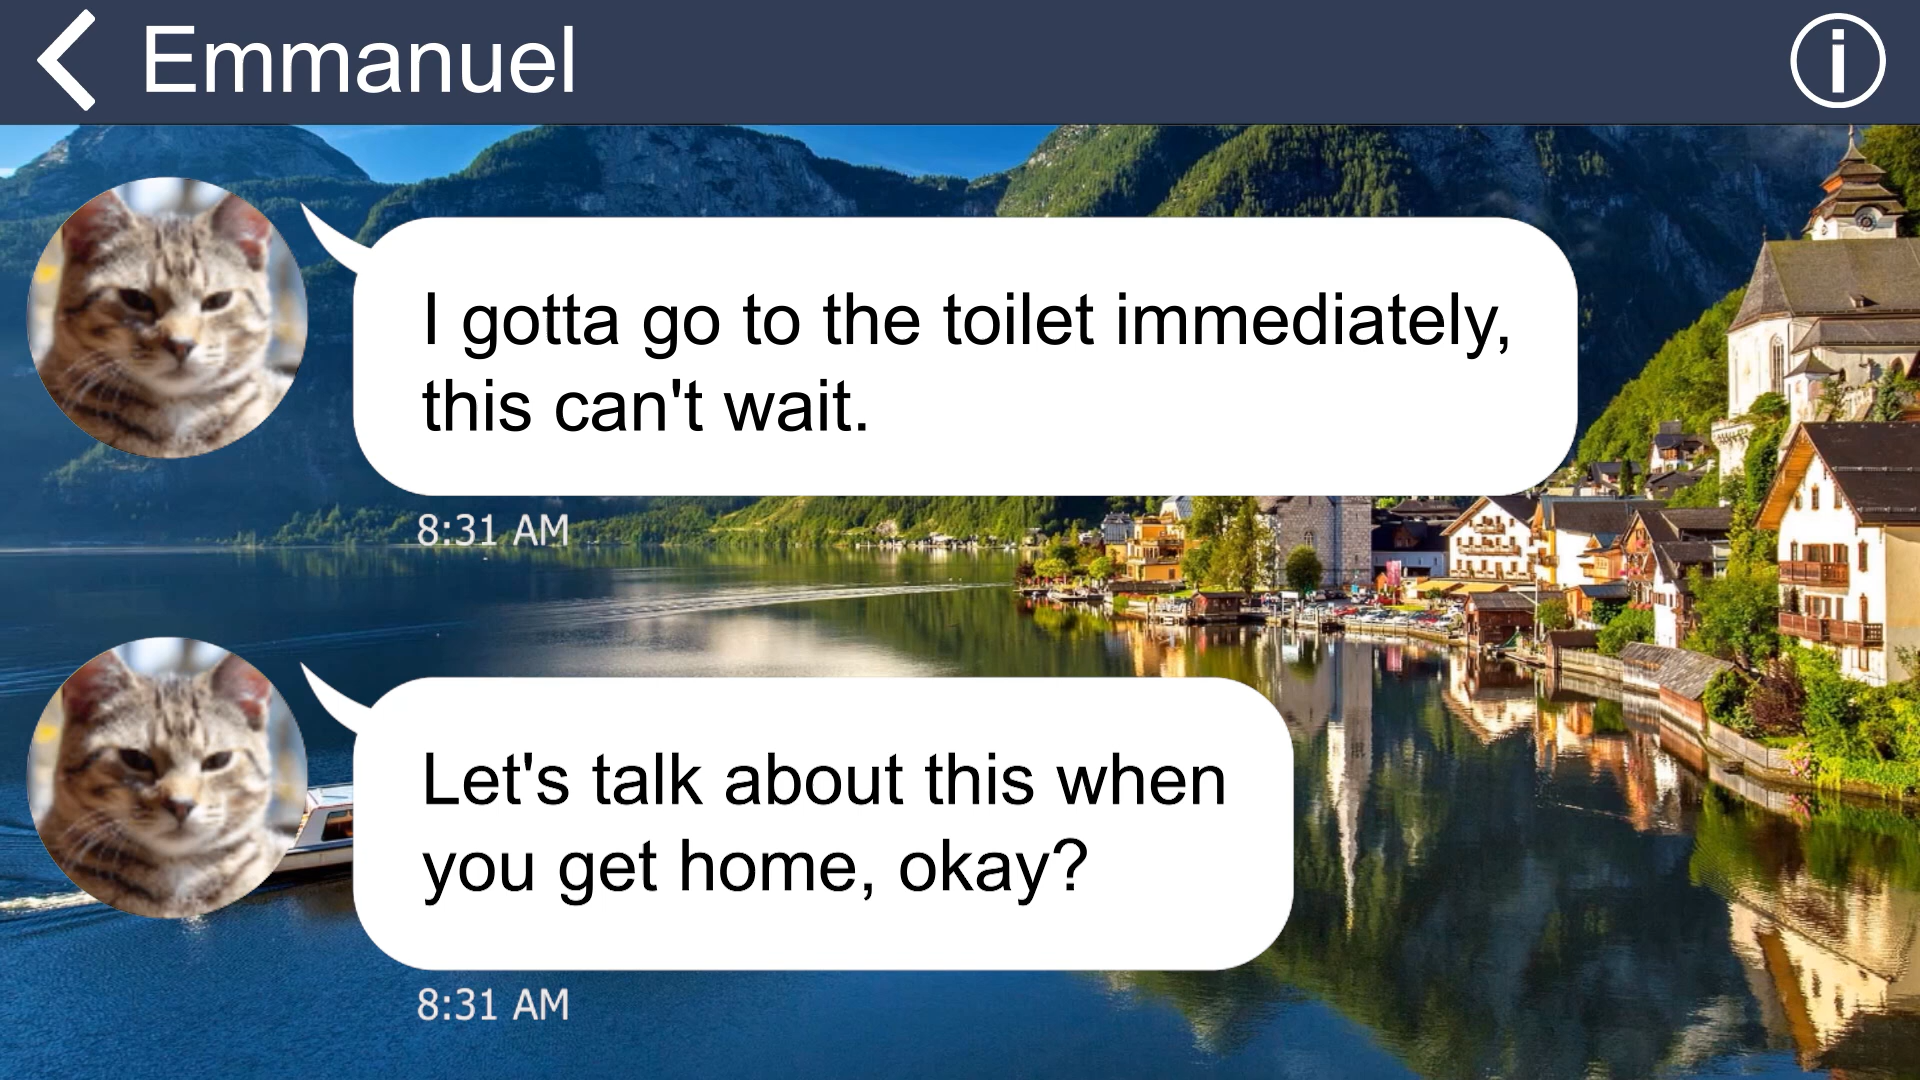 Emmanuel
I gotta go to the toilet immediately,
this can't wait.
8:31 AM
Let's talk about this when
you get home, okay?
8:31 AM